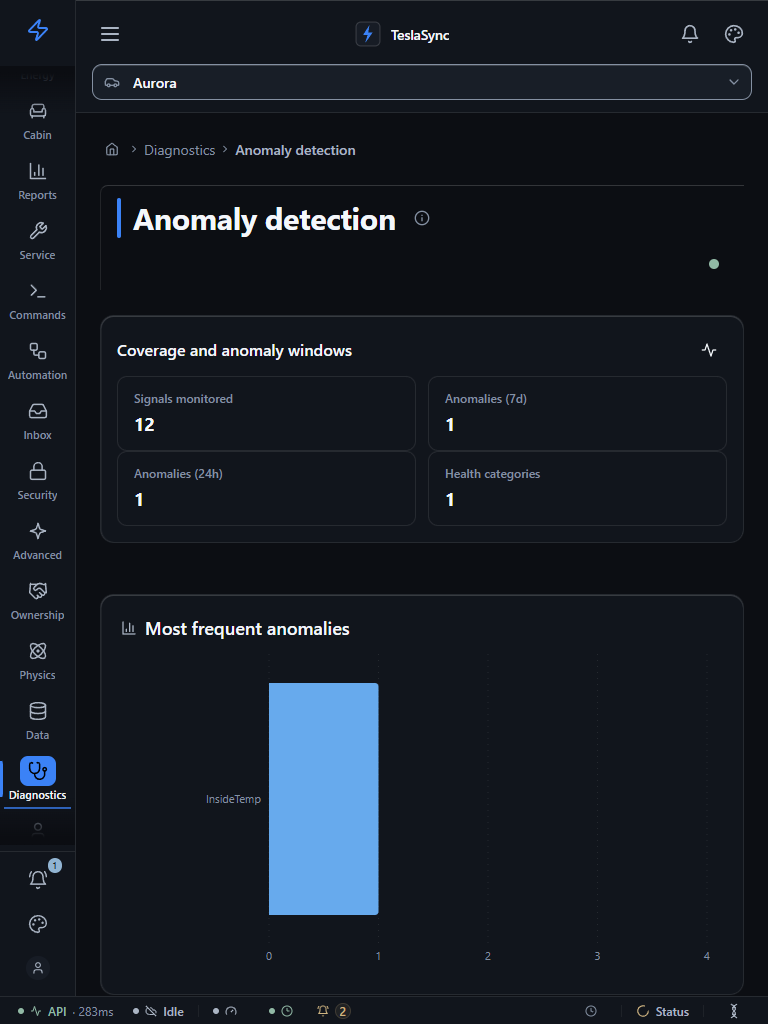 TeslaSync
Aurora
Energy
Cabin
Reports
Service
Commands
Automation
Inbox
Security
Advanced
Ownership
Physics
Data
Diagnostics
1
Diagnostics > Anomaly detection
Anomaly detection
Coverage and anomaly windows
Signals monitored
12
Anomalies (7d)
1
Anomalies (24h)
1
Health categories
1
Most frequent anomalies
InsideTemp
0 1 2 3 4
API · 283ms Idle 2 Status